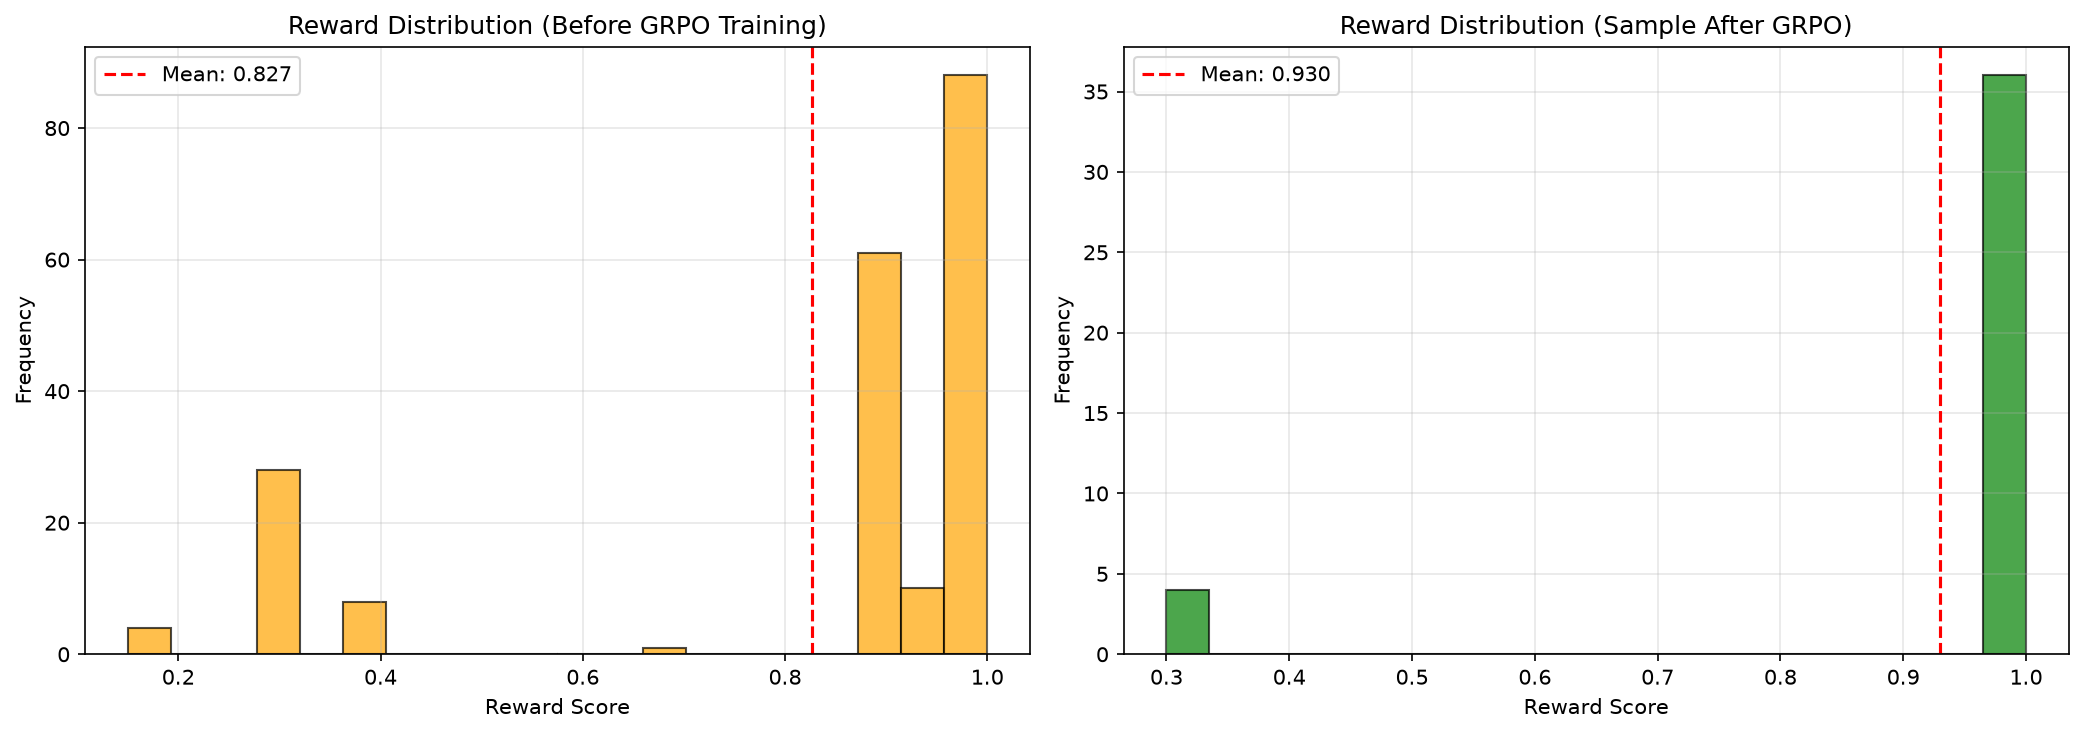 Reward Distribution (Before GRPO Training)
Mean: 0.827
Frequency
80
60
40
20
0
0.2 0.4 0.6 0.8 1.0
Reward Score
Reward Distribution (Sample After GRPO)
Mean: 0.930
Frequency
35
30
25
20
15
10
5
0
0.3 0.4 0.5 0.6 0.7 0.8 0.9 1.0
Reward Score